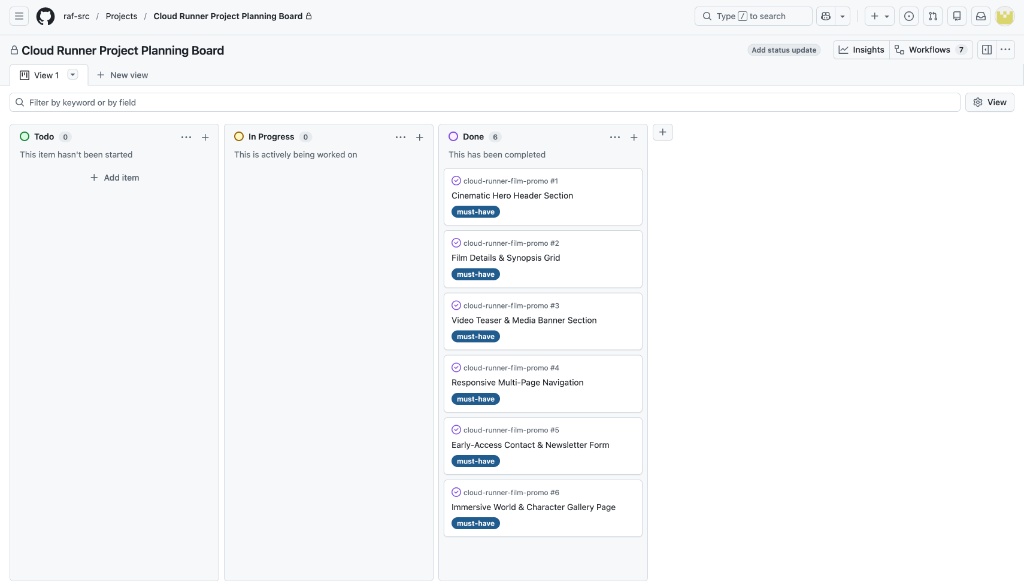 raf-src / Projects / Cloud Runner Project Planning Board
Type / to search
Cloud Runner Project Planning Board
Add status update
Insights
Workflows 7
View 1
New view
Filter by keyword or by field
View
Todo 0
This item hasn't been started
Add item
In Progress 0
This is actively being worked on
Done 6
This has been completed
cloud-runner-film-promo #1
Cinematic Hero Header Section
must-have
cloud-runner-film-promo #2
Film Details & Synopsis Grid
must-have
cloud-runner-film-promo #3
Video Teaser & Media Banner Section
must-have
cloud-runner-film-promo #4
Responsive Multi-Page Navigation
must-have
cloud-runner-film-promo #5
Early-Access Contact & Newsletter Form
must-have
cloud-runner-film-promo #6
Immersive World & Character Gallery Page
must-have